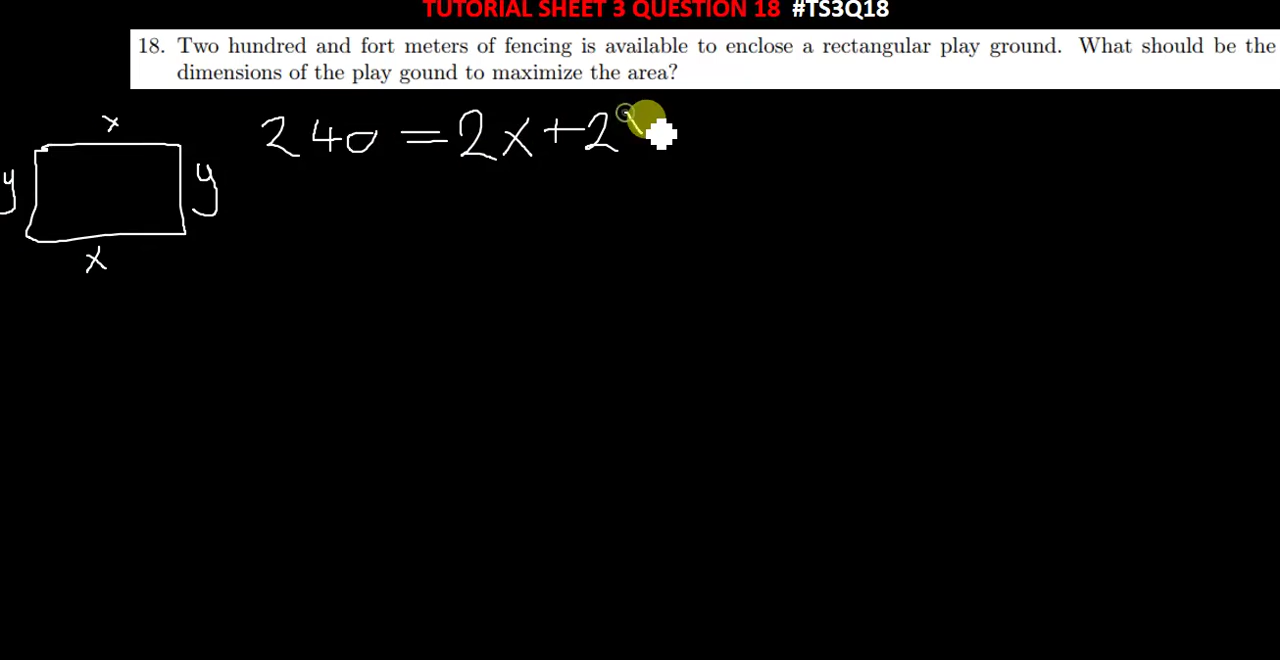 TUTORIAL SHEET 3 QUESTION 18 #TS3Q18
18. Two hundred and fort meters of fencing is available to enclose a rectangular play ground. What should be the
dimensions of the play gound to maximize the area?
x
240 = 2x+2
y y
x